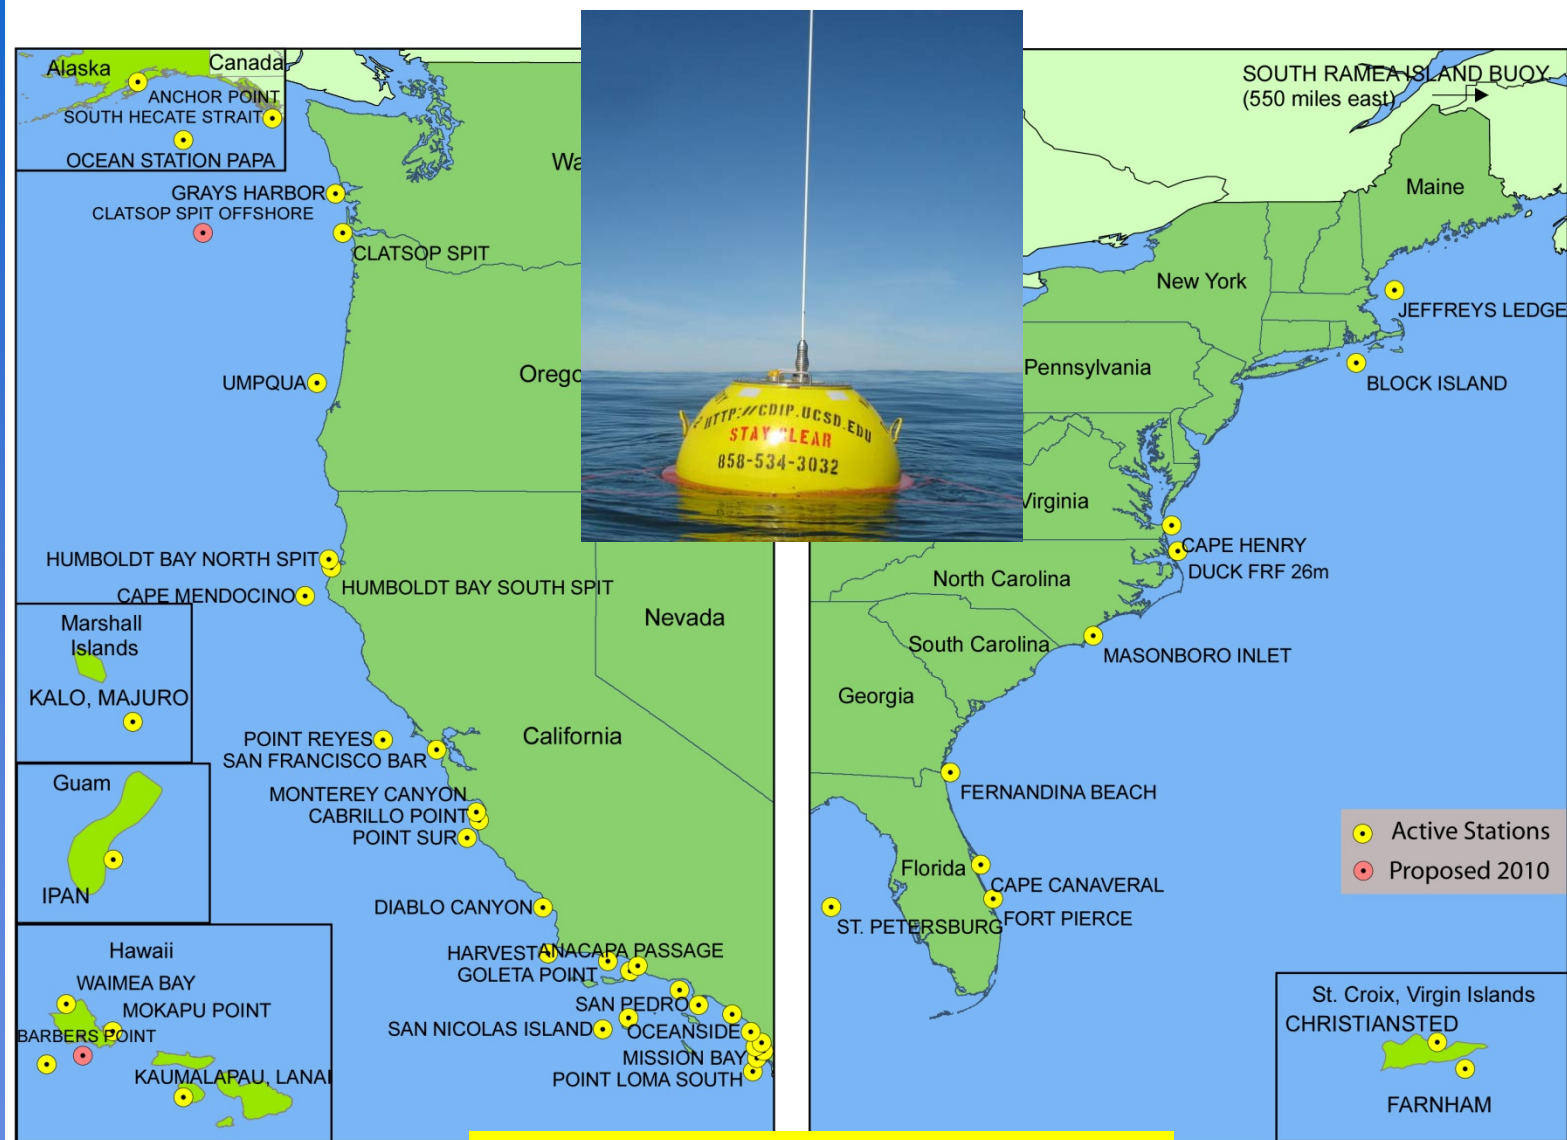 Alaska
Canada
ANCHOR POINT
SOUTH HECATE STRAIT
OCEAN STATION PAPA
GRAYS HARBOR
CLATSOP SPIT OFFSHORE
CLATSOP SPIT
Wa
UMPQUA
Orego
HUMBOLDT BAY NORTH SPIT
HUMBOLDT BAY SOUTH SPIT
CAPE MENDOCINO
Nevada
Marshall
Islands
KALO, MAJURO
POINT REYES
SAN FRANCISCO BAR
California
Guam
IPAN
MONTEREY CANYON
CABRILLO POINT
POINT SUR
DIABLO CANYON
HARVEST
ANACAPA PASSAGE
GOLETA POINT
SAN PEDRO
SAN NICOLAS ISLAND
OCEANSIDE
MISSION BAY
POINT LOMA SOUTH
Hawaii
WAIMEA BAY
MOKAPU POINT
BARBERS POINT
KAUMALAPAU, LANAI
HTTP://CDIP.UCSD.EDU
STAY CLEAR
858-534-3032
SOUTH RAMEA ISLAND BUOY
(550 miles east)
Maine
New York
JEFFREYS LEDGE
Pennsylvania
BLOCK ISLAND
Virginia
CAPE HENRY
DUCK FRF 26m
North Carolina
South Carolina
MASONBORO INLET
Georgia
FERNANDINA BEACH
Florida
CAPE CANAVERAL
FORT PIERCE
ST. PETERSBURG
Active Stations
Proposed 2010
St. Croix, Virgin Islands
CHRISTIANSTED
FARNHAM